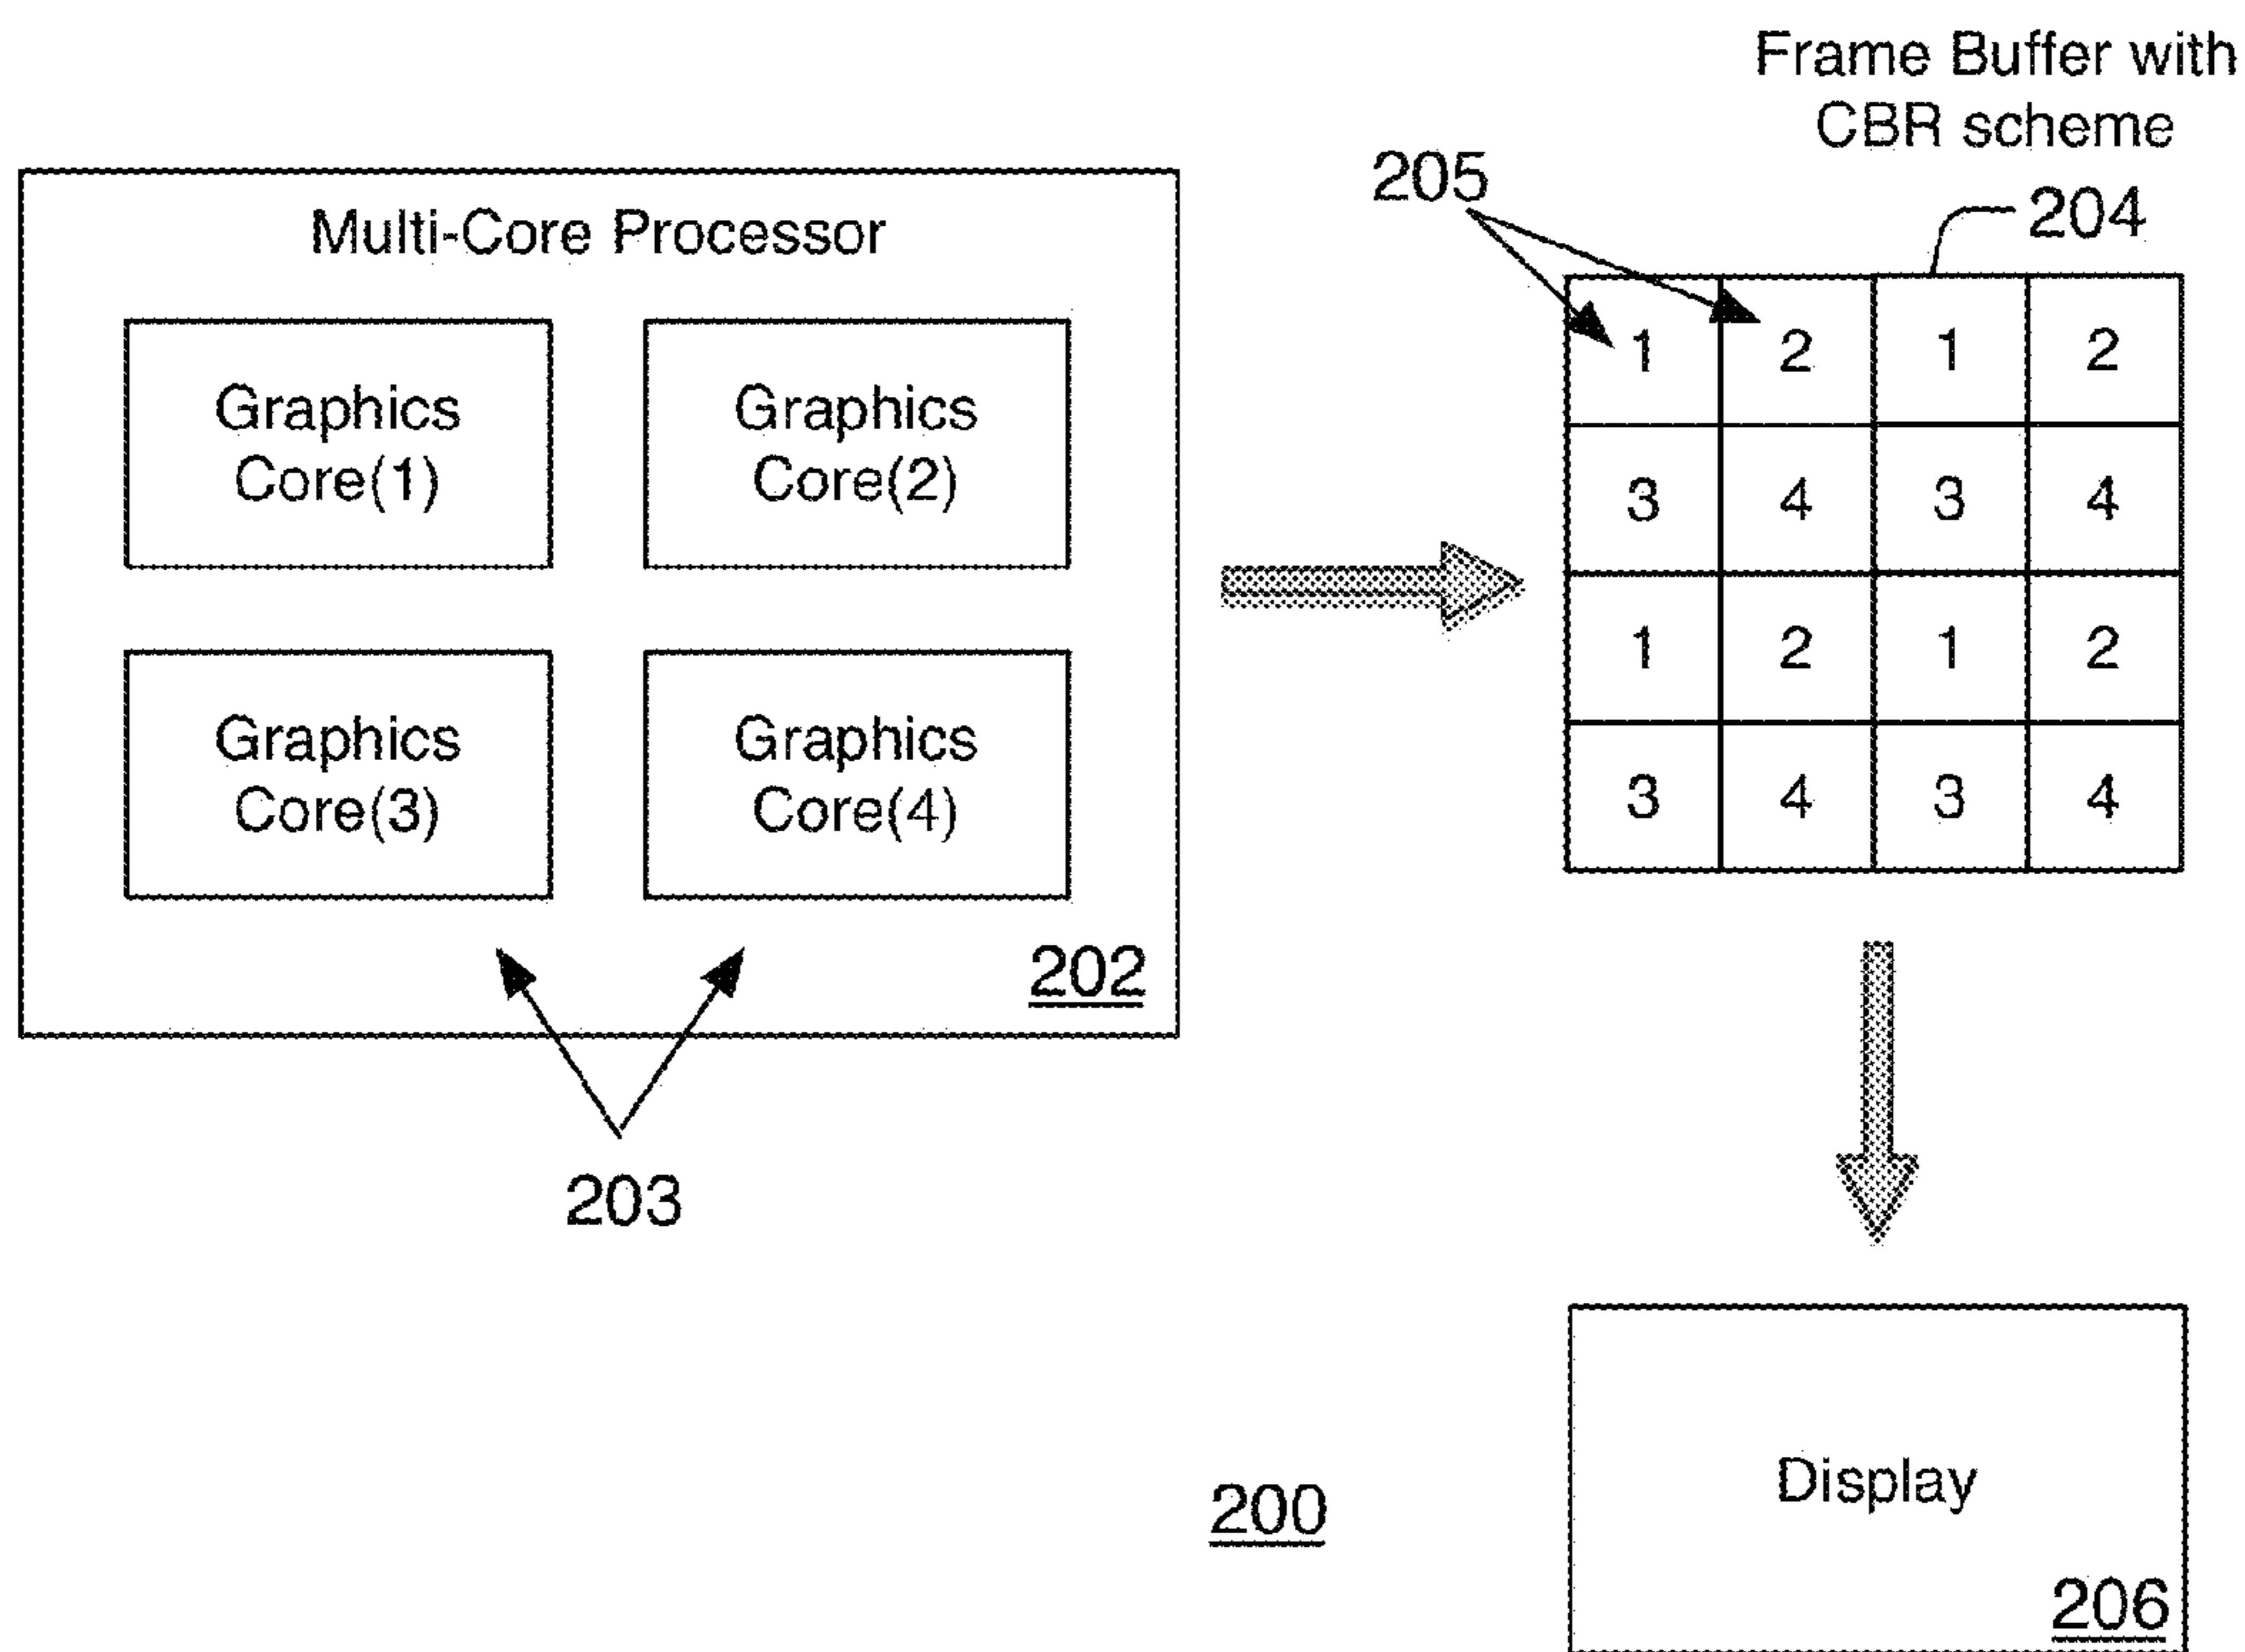 Frame Buffer with
CBR scheme
205
204
Multi-Core Processor
Graphics
Core(1)
Graphics
Core(2)
Graphics
Core(3)
Graphics
Core(4)
202
203
1 2 1 2
3 4 3 4
1 2 1 2
3 4 3 4
200
Display
206